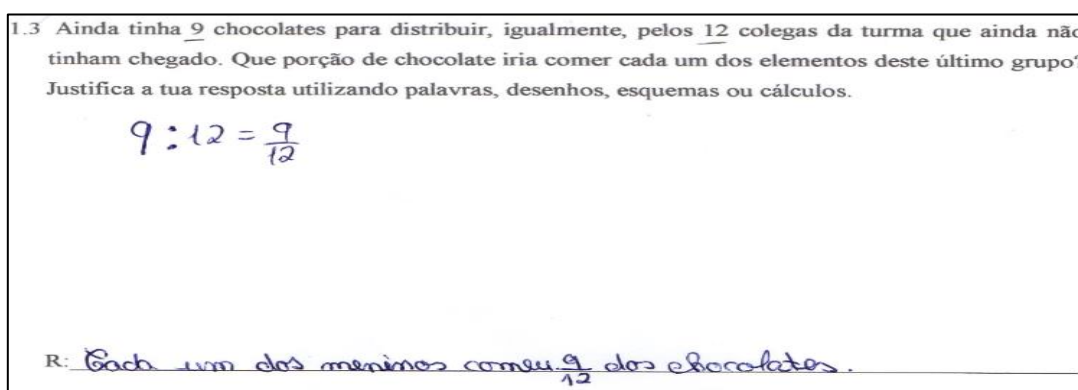 1.3 Ainda tinha 9 chocolates para distribuir, igualmente, pelos 12 colegas da turma que ainda não
tinham chegado. Que porção de chocolate iria comer cada um dos elementos deste último grupo?
Justifica a tua resposta utilizando palavras, desenhos, esquemas ou cálculos.
9 : 12 = 9/12
R: Cada um dos meninos comeu 9/12 dos chocolates.